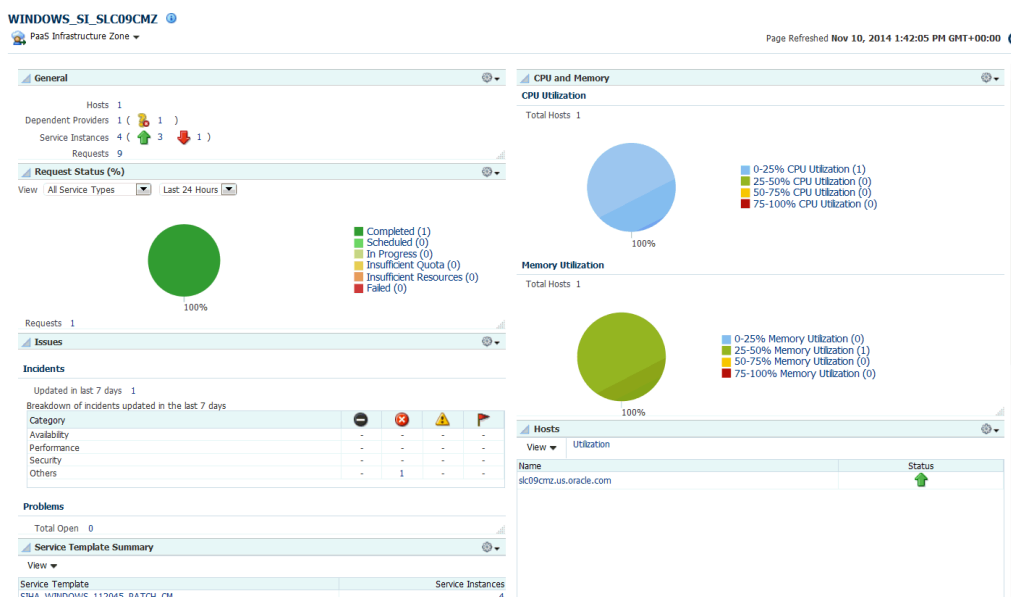 WINDOWS_SI_SLC09CMZ
PaaS Infrastructure Zone
Page Refreshed Nov 10, 2014 1:42:05 PM GMT+00:00
General
Hosts 1
Dependent Providers 1 ( 1 )
Service Instances 4 ( 3 1 )
Requests 9
Request Status (%)
View All Service Types Last 24 Hours
Completed (1)
Scheduled (0)
In Progress (0)
Insufficient Quota (0)
Insufficient Resources (0)
Failed (0)
100%
Requests 1
Issues
Incidents
Updated in last 7 days 1
Breakdown of incidents updated in the last 7 days
Category
Availability - - - -
Performance - - - -
Security - - - -
Others - 1 - -
Problems
Total Open 0
Service Template Summary
View
Service Template Service Instances
SIHA_WINDOWS_112045_PATCH_CM 4
CPU and Memory
CPU Utilization
Total Hosts 1
0-25% CPU Utilization (1)
25-50% CPU Utilization (0)
50-75% CPU Utilization (0)
75-100% CPU Utilization (0)
100%
Memory Utilization
Total Hosts 1
0-25% Memory Utilization (0)
25-50% Memory Utilization (1)
50-75% Memory Utilization (0)
75-100% Memory Utilization (0)
100%
Hosts
View Utilization
Name Status
slc09cmz.us.oracle.com